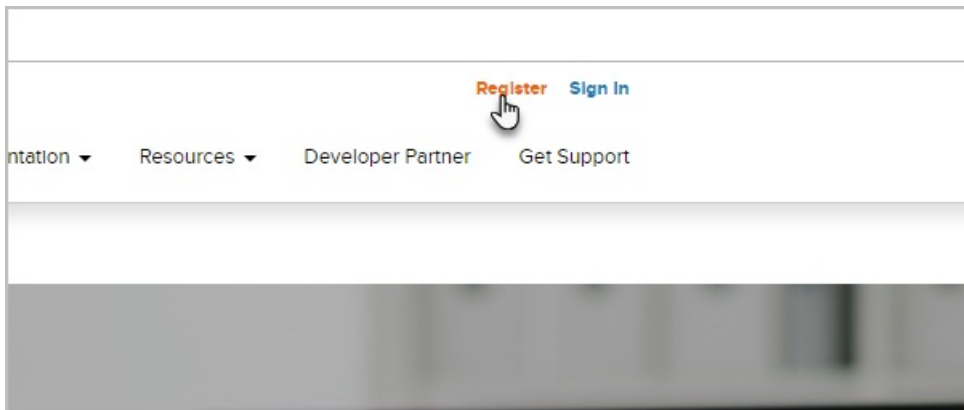 Register Sign In
ntation Resources Developer Partner Get Support